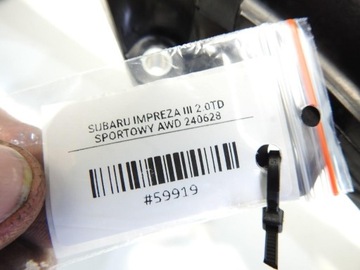 SUBARU IMPREZA III 2.0TD
SPORTOWY AWD 240628
#59919